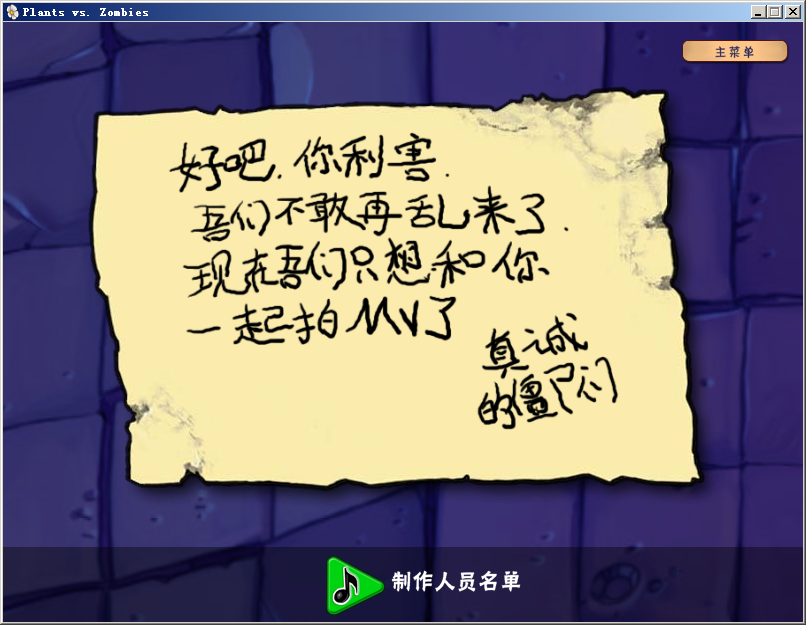 Plants vs. Zombies
主菜单
好吧.你利害.
吾们不敢再乱来了.
现在吾们只想和你
一起拍MV了
真诚
的僵尸们
制作人员名单